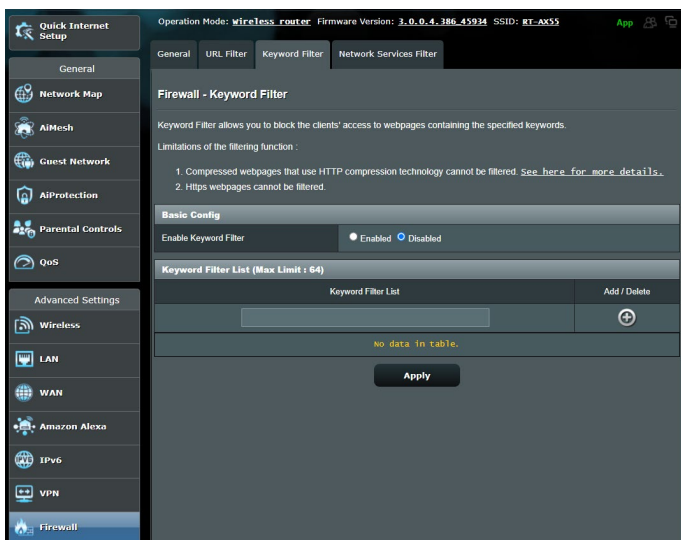 Quick Internet
Setup
General
Network Map
AiMesh
Guest Network
AiProtection
Parental Controls
QoS
Advanced Settings
Wireless
LAN
WAN
Amazon Alexa
IPv6
VPN
Firewall
Operation Mode: Wireless router Firmware Version: 3.0.0.4.386_45934 SSID: RT-AX55 App
General URL Filter Keyword Filter Network Services Filter
Firewall - Keyword Filter
Keyword Filter allows you to block the clients' access to webpages containing the specified keywords.
Limitations of the filtering function :
1. Compressed webpages that use HTTP compression technology cannot be filtered. See here for more details.
2. Https webpages cannot be filtered.
Basic Config
Enable Keyword Filter Enabled Disabled
Keyword Filter List (Max Limit : 64)
Keyword Filter List Add / Delete
No data in table.
Apply